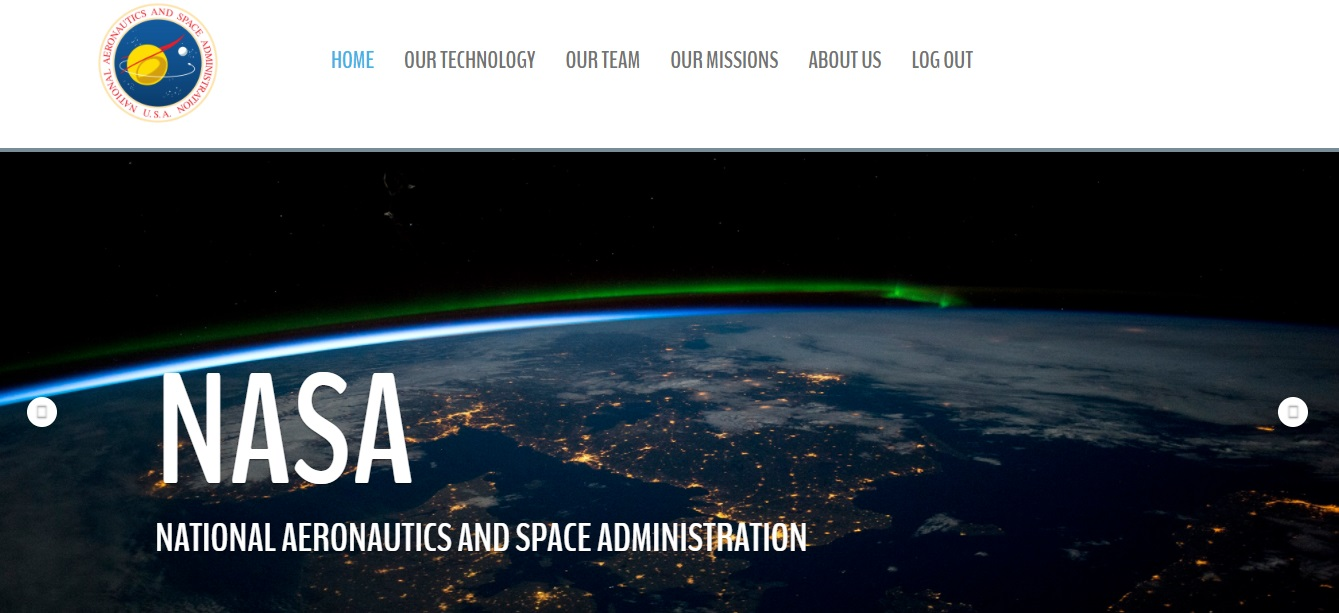 NATIONAL AERONAUTICS AND SPACE ADMINISTRATION
U.S.A.
HOME OUR TECHNOLOGY OUR TEAM OUR MISSIONS ABOUT US LOG OUT
NASA
NATIONAL AERONAUTICS AND SPACE ADMINISTRATION